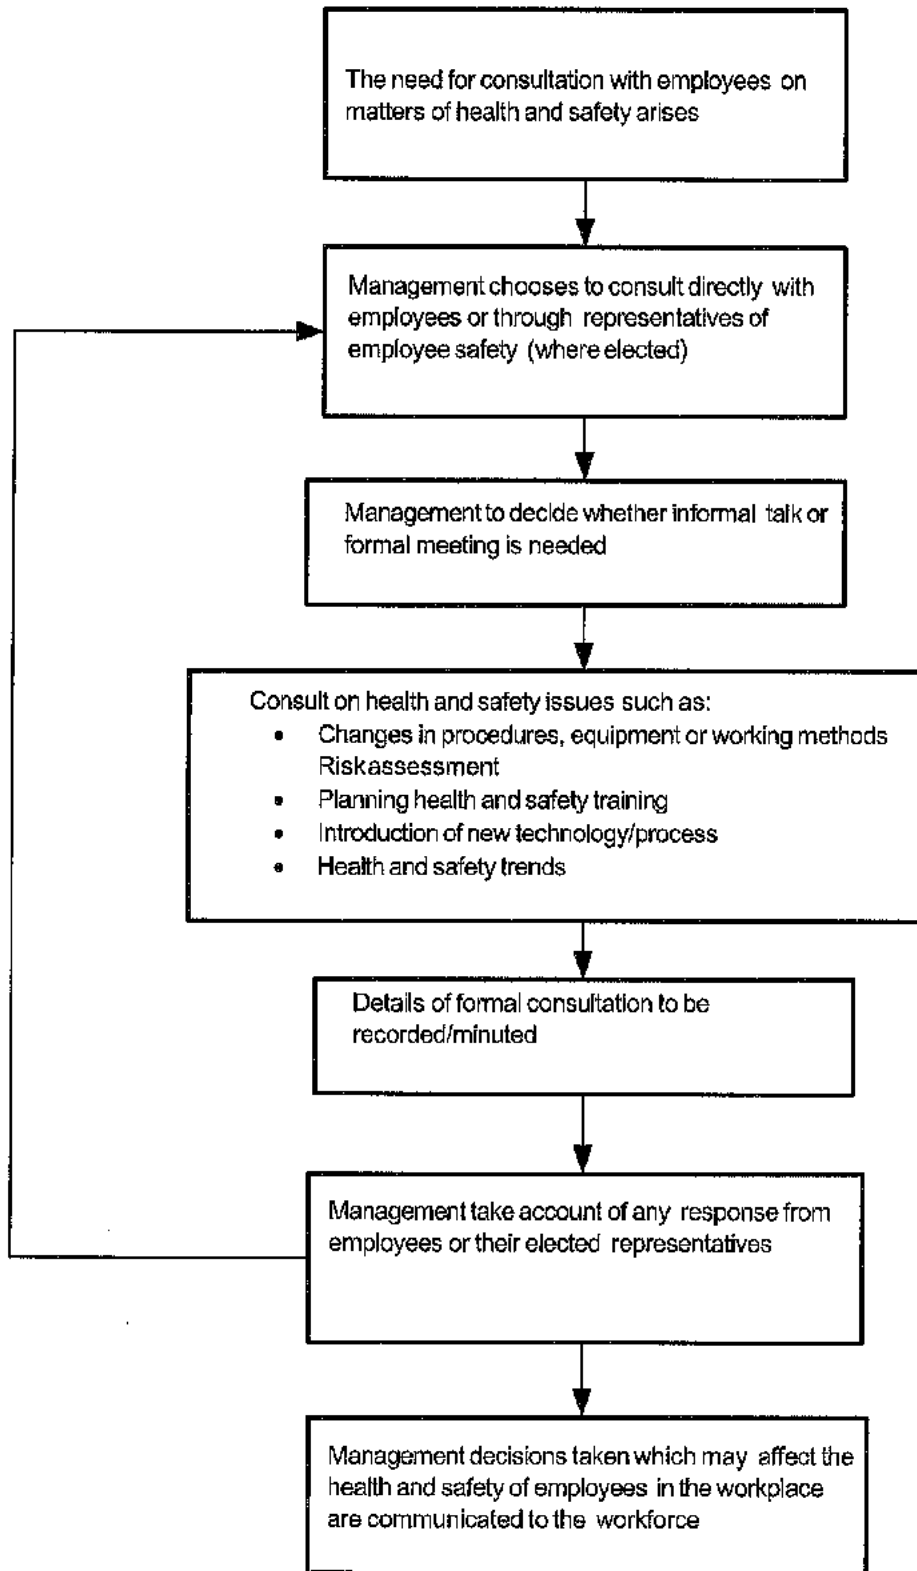 The need for consultation with employees on
matters of health and safety arises
Management chooses to consult directly with
employees or through representatives of
employee safety (where elected)
Management to decide whether informal talk or
formal meeting is needed
Consult on health and safety issues such as:
• Changes in procedures, equipment or working methods
Riskassessment
• Planning health and safety training
• Introduction of new technology/process
• Health and safety trends
Details of formal consultation to be
recorded/minuted
Management take account of any response from
employees or their elected representatives
Management decisions taken which may affect the
health and safety of employees in the workplace
are communicated to the workforce